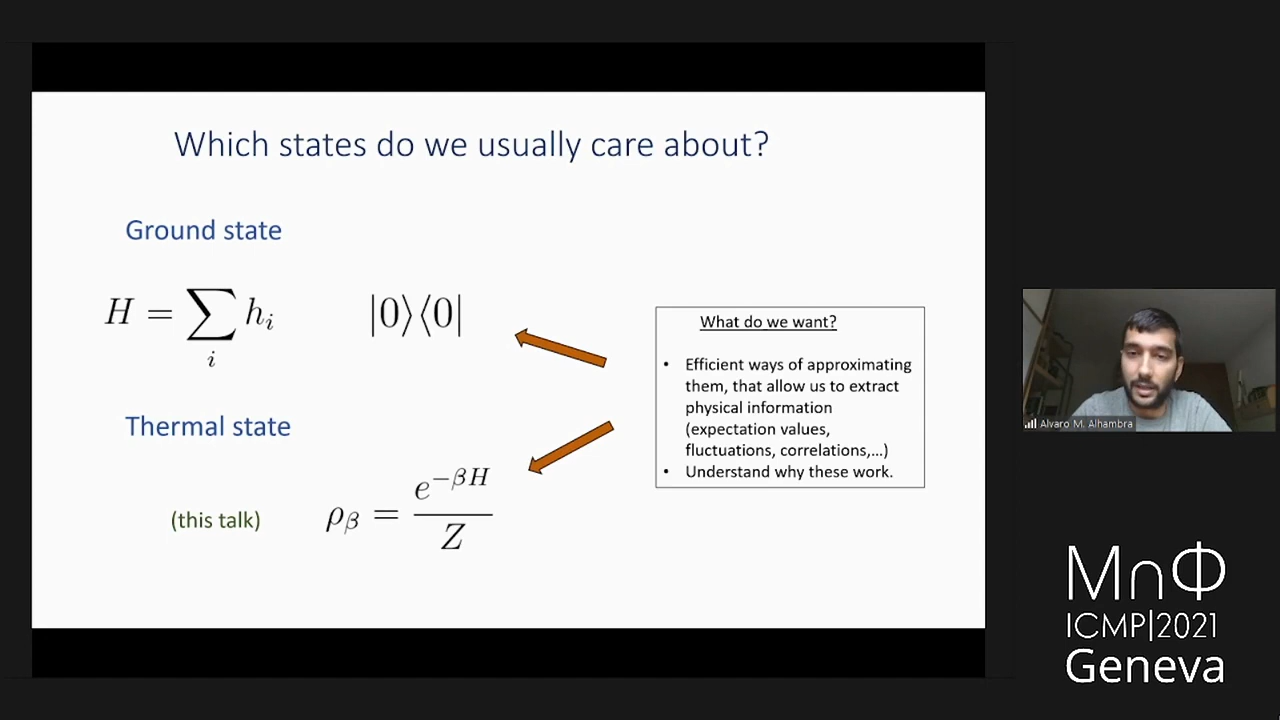 Which states do we usually care about?
Ground state
H = \sum_i h_i
|0⟩⟨0|
Thermal state
(this talk)
ρ_β = \frac{e^{-βH}}{Z}
What do we want?
• Efficient ways of approximating
them, that allow us to extract
physical information
(expectation values,
fluctuations, correlations,...)
• Understand why these work.
Alvaro M. Alhambra
M∩Φ
ICMP|2021
Geneva